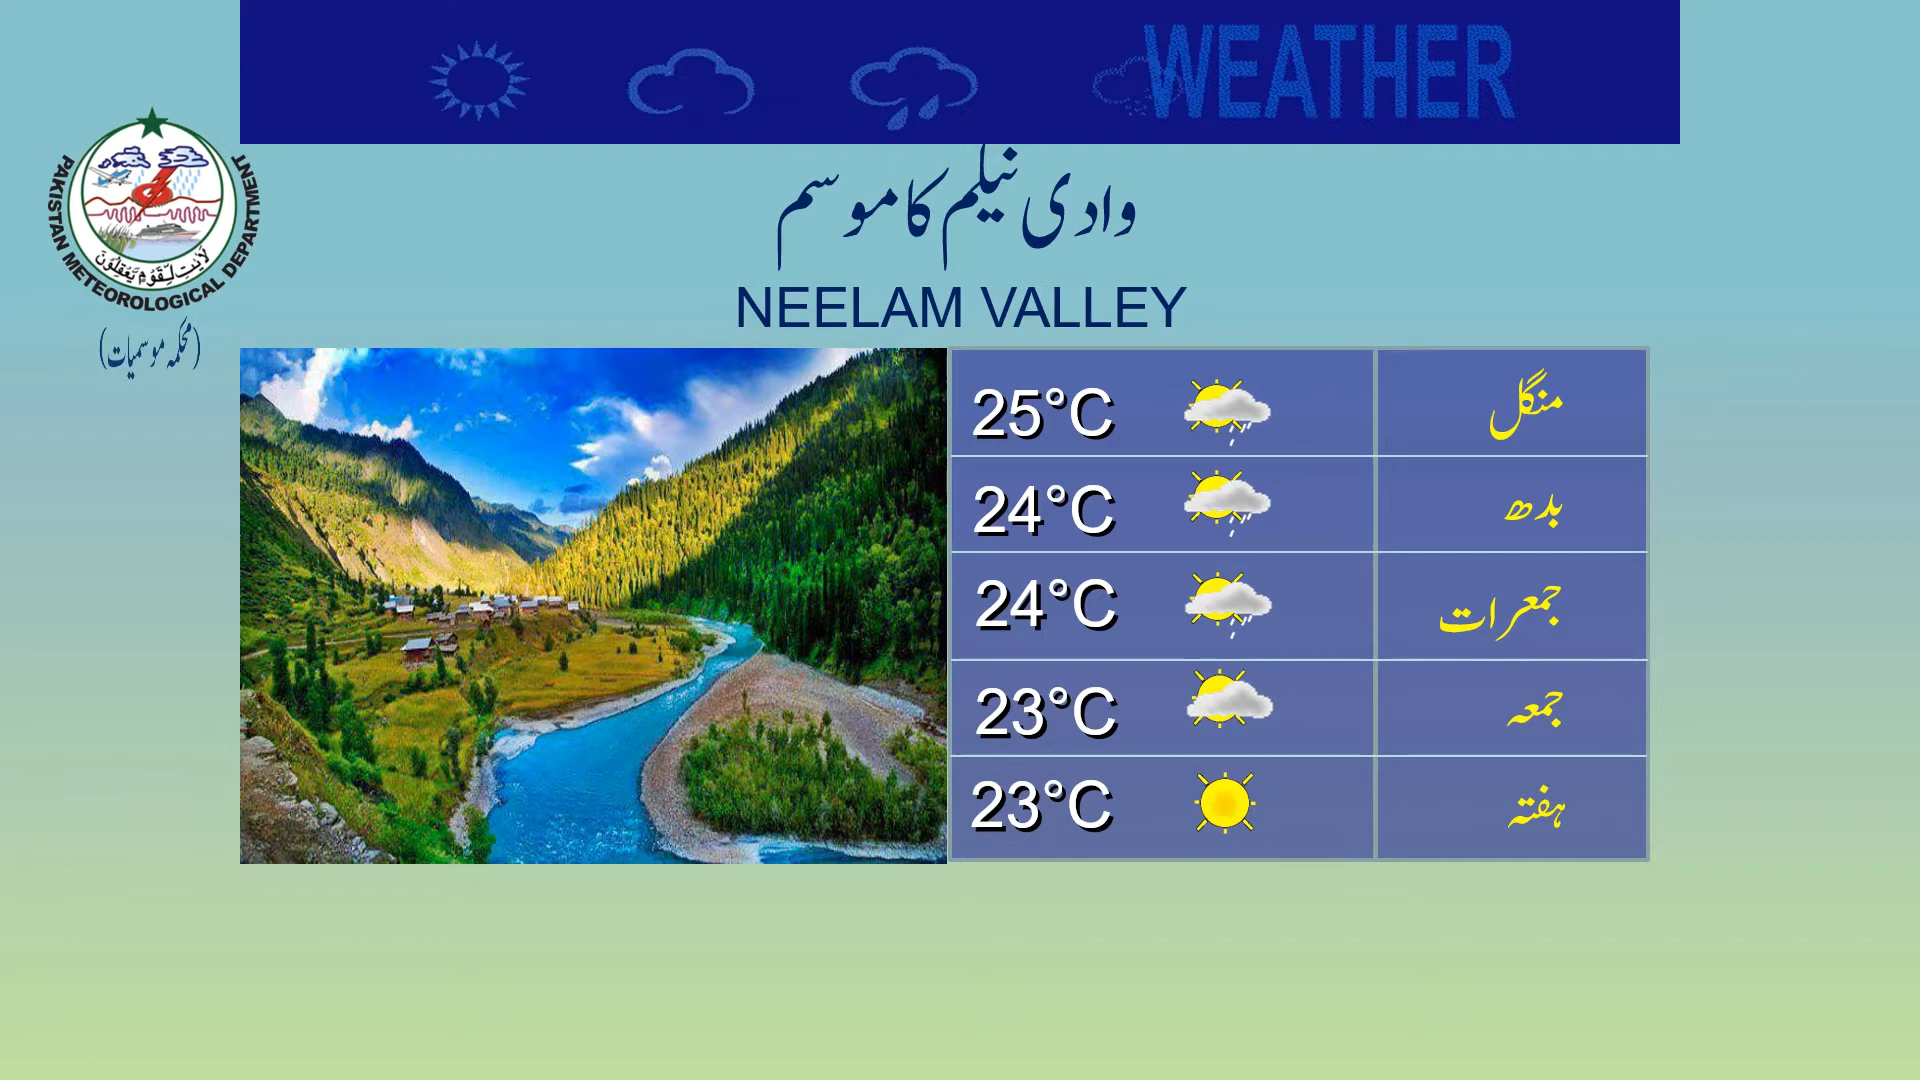 WEATHER
وادی نیلم کا موسم
NEELAM VALLEY
PAKISTAN METEOROLOGICAL DEPARTMENT
لَاٰيٰتٍ لِّقَوْمٍ يَّعْقِلُوْنَ
(محکمہ موسمیات)
25°C منگل
24°C بدھ
24°C جمعرات
23°C جمعہ
23°C ہفتہ